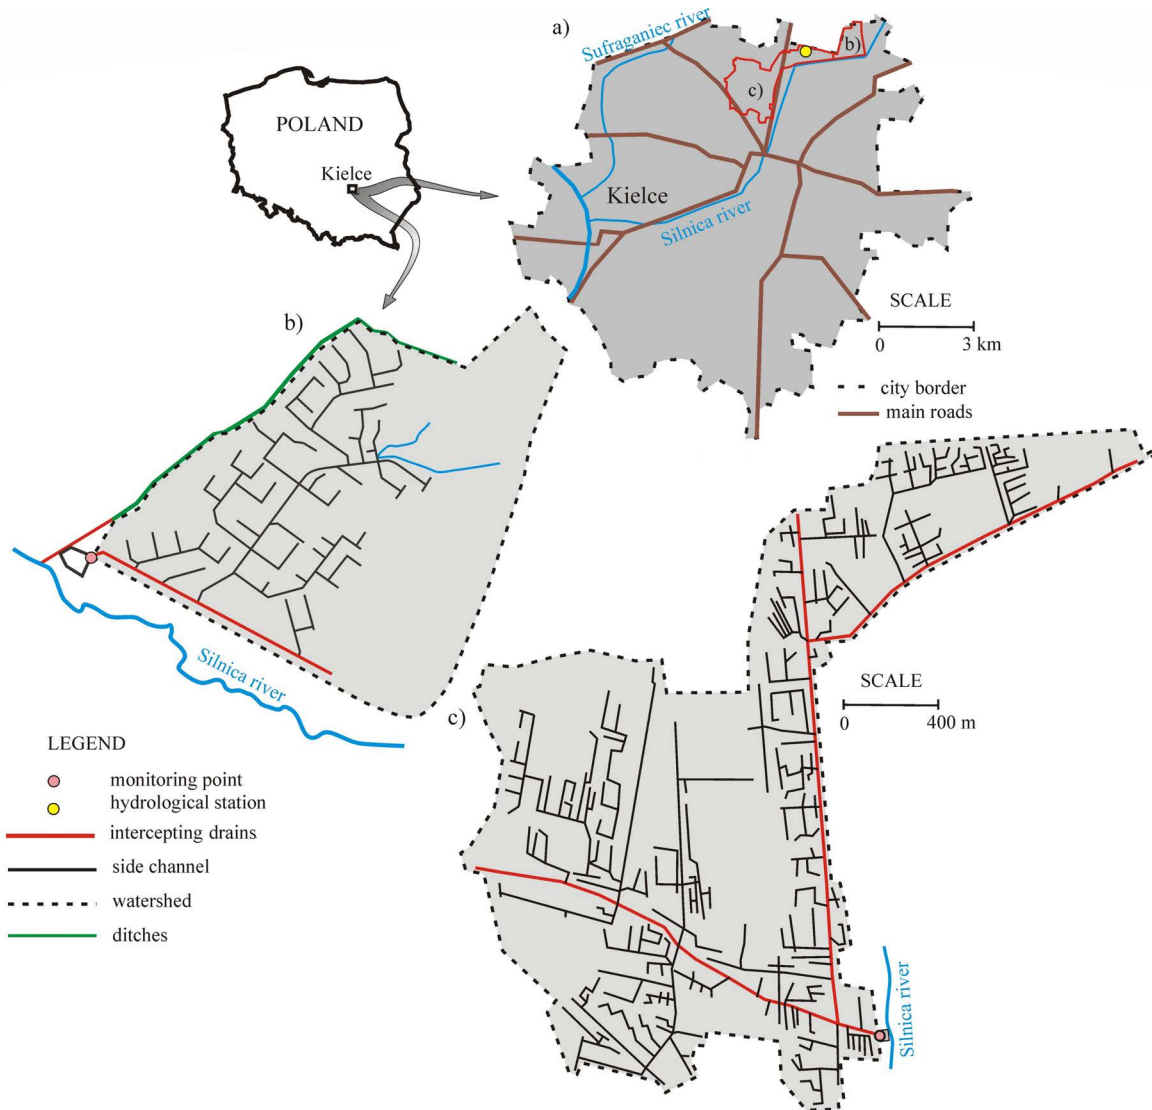 a)
Sufraganiec river
b)
c)
POLAND
Kielce
Kielce
Silnica river
SCALE
0 3 km
city border
main roads
b)
Silnica river
c)
SCALE
0 400 m
LEGEND
monitoring point
hydrological station
intercepting drains
side channel
watershed
ditches
Silnica river